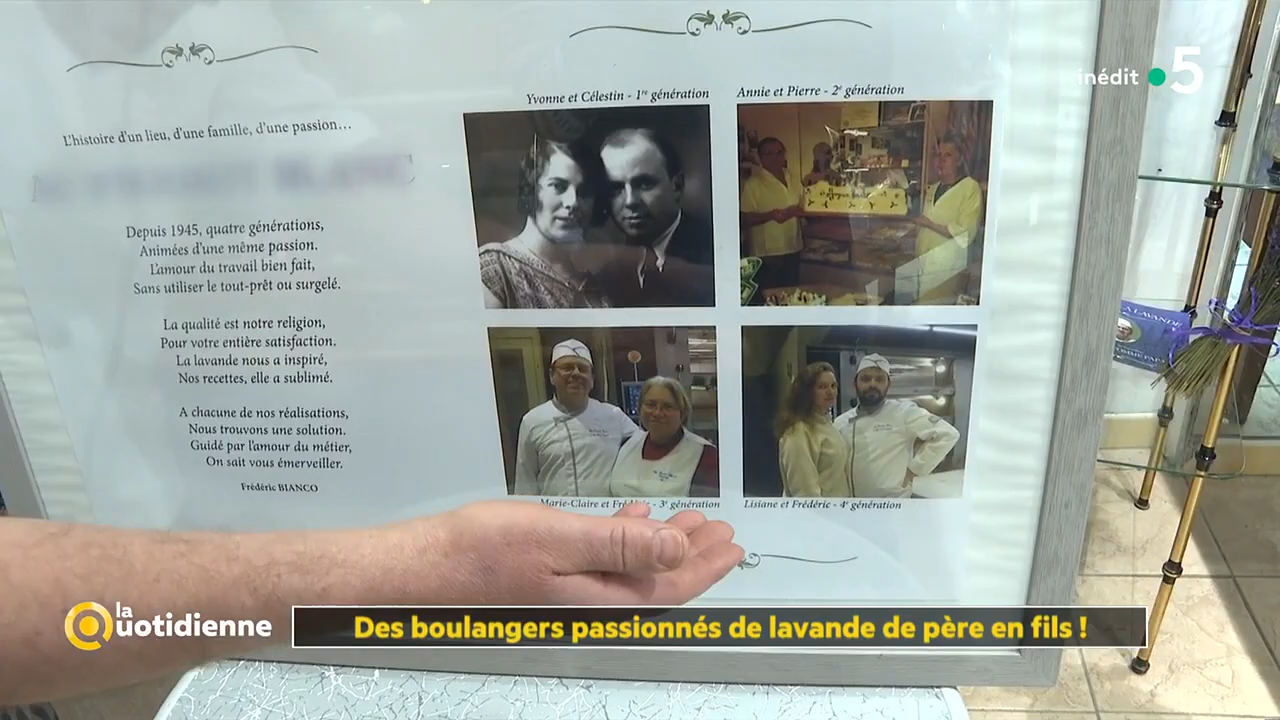 inédit 5
L'histoire d'un lieu, d'une famille, d'une passion...
Depuis 1945, quatre générations,
Animées d'une même passion.
L'amour du travail bien fait,
Sans utiliser le tout-prêt ou surgelé.
La qualité est notre religion,
Pour votre entière satisfaction.
La lavande nous a inspiré,
Nos recettes, elle a sublimé.
A chacune de nos réalisations,
Nous trouvons une solution.
Guidé par l'amour du métier,
On sait vous émerveiller.
Frédéric BIANCO
Yvonne et Célestin - 1re génération
Annie et Pierre - 2e génération
Marie-Claire et Frédéric - 3e génération
Lisiane et Frédéric - 4e génération
LAVANDE
la Quotidienne
Des boulangers passionnés de lavande de père en fils !